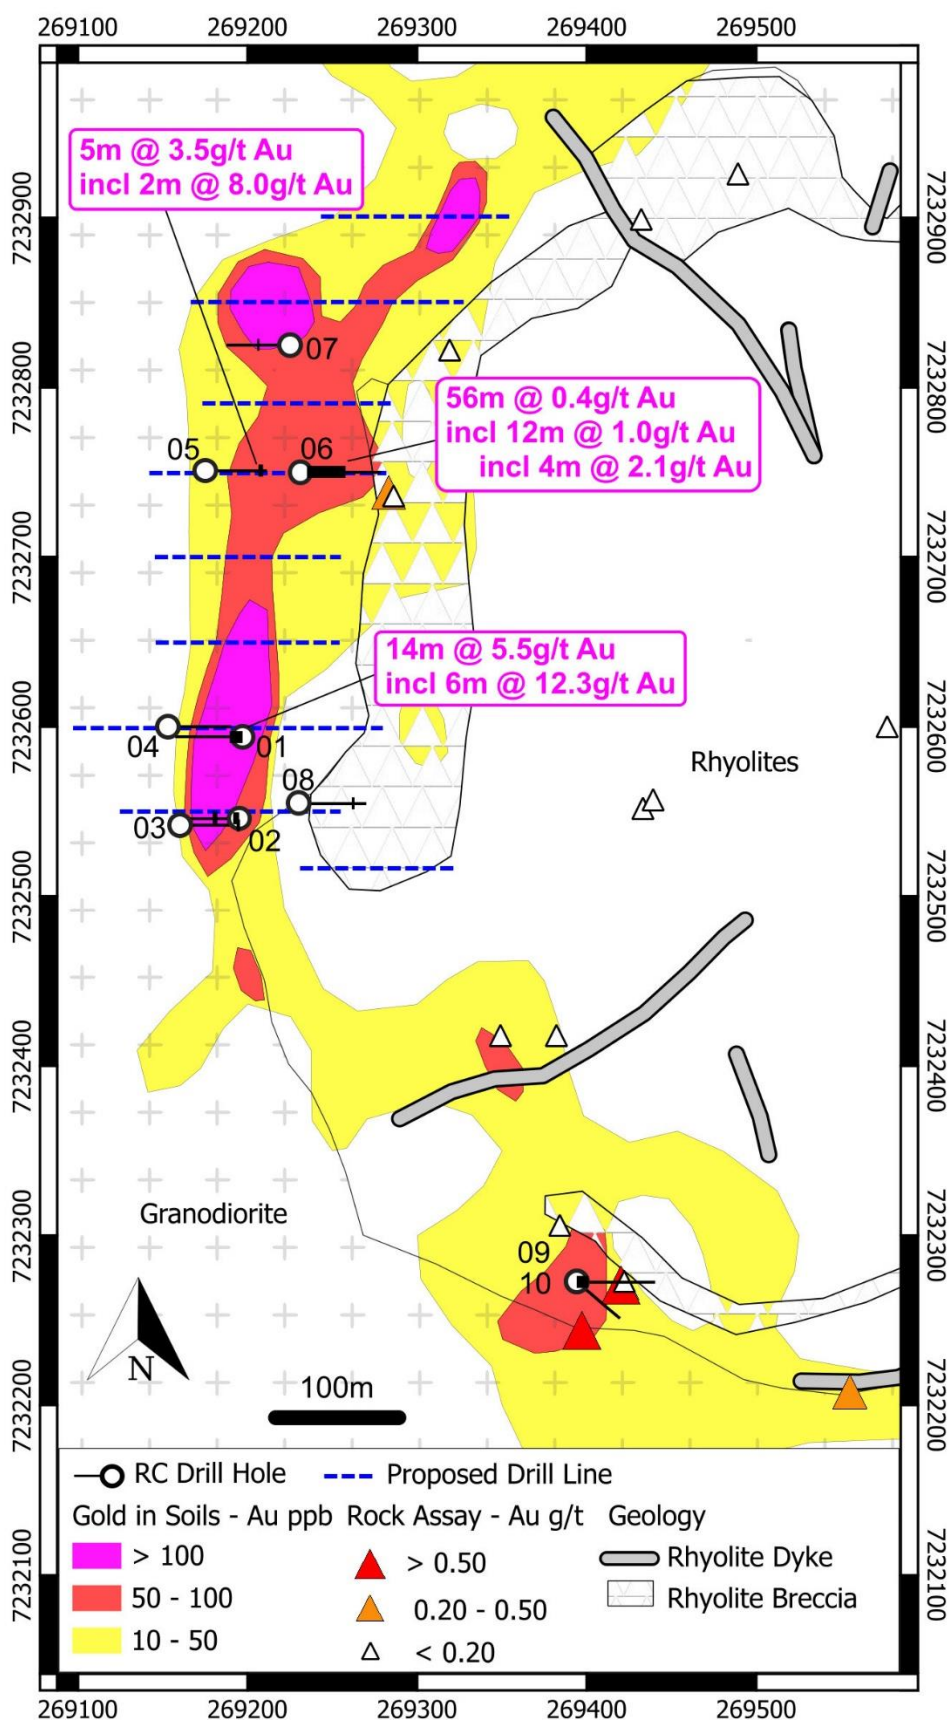 269100 269200 269300 269400 269500
5m @ 3.5g/t Au
incl 2m @ 8.0g/t Au
7232900 7232900
07
7232800 7232800
56m @ 0.4g/t Au
incl 12m @ 1.0g/t Au
incl 4m @ 2.1g/t Au
05 06
7232700 7232700
14m @ 5.5g/t Au
incl 6m @ 12.3g/t Au
7232600 7232600
04 01
Rhyolites
08
03 02
7232500 7232500
7232400 7232400
Granodiorite
7232300 7232300
09
10
N
100m
7232200 7232200
RC Drill Hole Proposed Drill Line
Gold in Soils - Au ppb Rock Assay - Au g/t Geology
> 100 > 0.50 Rhyolite Dyke
50 - 100 0.20 - 0.50 Rhyolite Breccia
10 - 50 < 0.20
7232100 7232100
269100 269200 269300 269400 269500